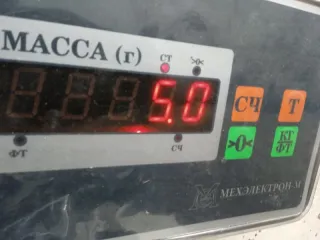 МАССА (г)
СТ >0<
5.0
ФТ СЧ
СЧ Т
>0< КГ
ФТ
МЕХЭЛЕКТРОН-М